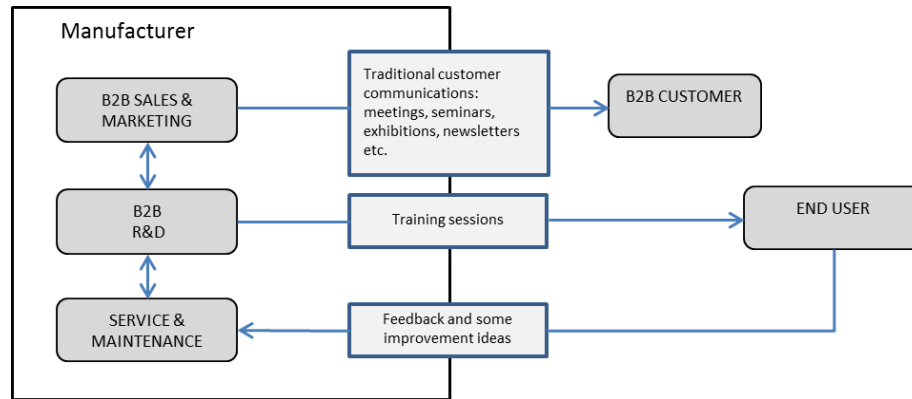 Manufacturer
B2B SALES &
MARKETING
Traditional customer
communications:
meetings, seminars,
exhibitions, newsletters
etc.
B2B CUSTOMER
B2B
R&D
Training sessions
END USER
SERVICE &
MAINTENANCE
Feedback and some
improvement ideas